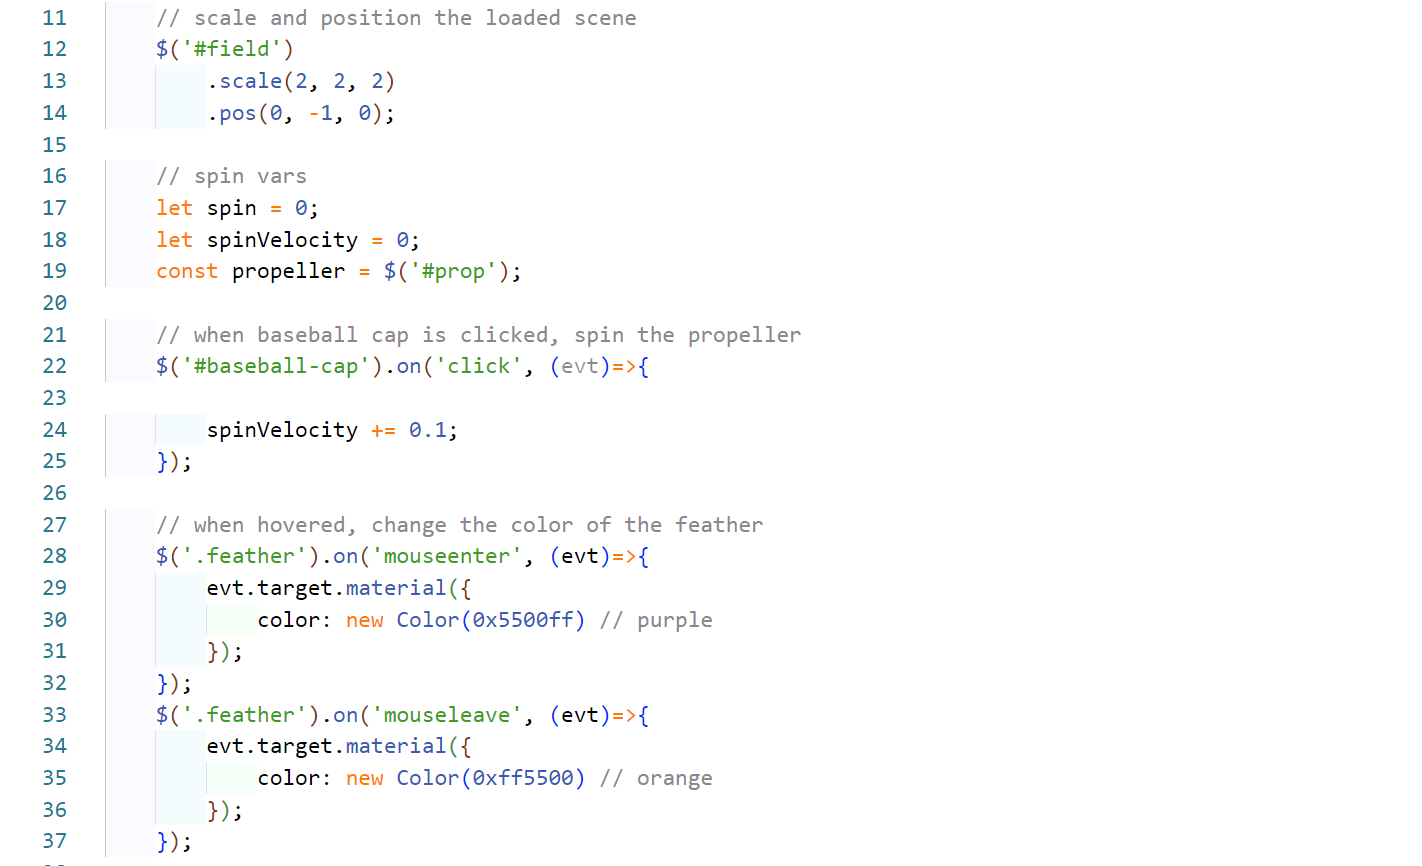 11 // scale and position the loaded scene
12 $('#field')
13 .scale(2, 2, 2)
14 .pos(0, -1, 0);
15
16 // spin vars
17 let spin = 0;
18 let spinVelocity = 0;
19 const propeller = $('#prop');
20
21 // when baseball cap is clicked, spin the propeller
22 $('#baseball-cap').on('click', (evt)=>{
23
24 spinVelocity += 0.1;
25 });
26
27 // when hovered, change the color of the feather
28 $('.feather').on('mouseenter', (evt)=>{
29 evt.target.material({
30 color: new Color(0x5500ff) // purple
31 });
32 });
33 $('.feather').on('mouseleave', (evt)=>{
34 evt.target.material({
35 color: new Color(0xff5500) // orange
36 });
37 });